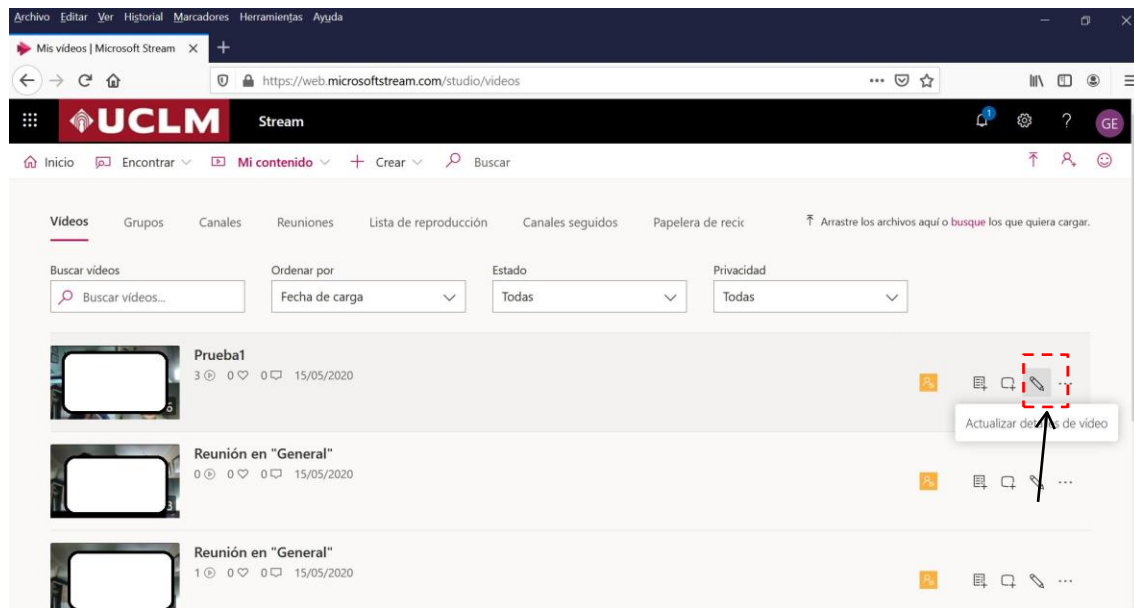 Archivo Editar Ver Historial Marcadores Herramientas Ayuda
Mis vídeos | Microsoft Stream
https://web.microsoftstream.com/studio/videos
UCLM Stream 1 ? GE
Inicio Encontrar Mi contenido Crear Buscar
Vídeos Grupos Canales Reuniones Lista de reproducción Canales seguidos Papelera de recic Arrastre los archivos aquí o busque los que quiera cargar.
Buscar vídeos Ordenar por Estado Privacidad
Buscar vídeos... Fecha de carga Todas Todas
Prueba1
3 0 0 15/05/2020
6
Actualizar detalles de vídeo
Reunión en "General"
0 0 0 15/05/2020
3
Reunión en "General"
1 0 0 15/05/2020